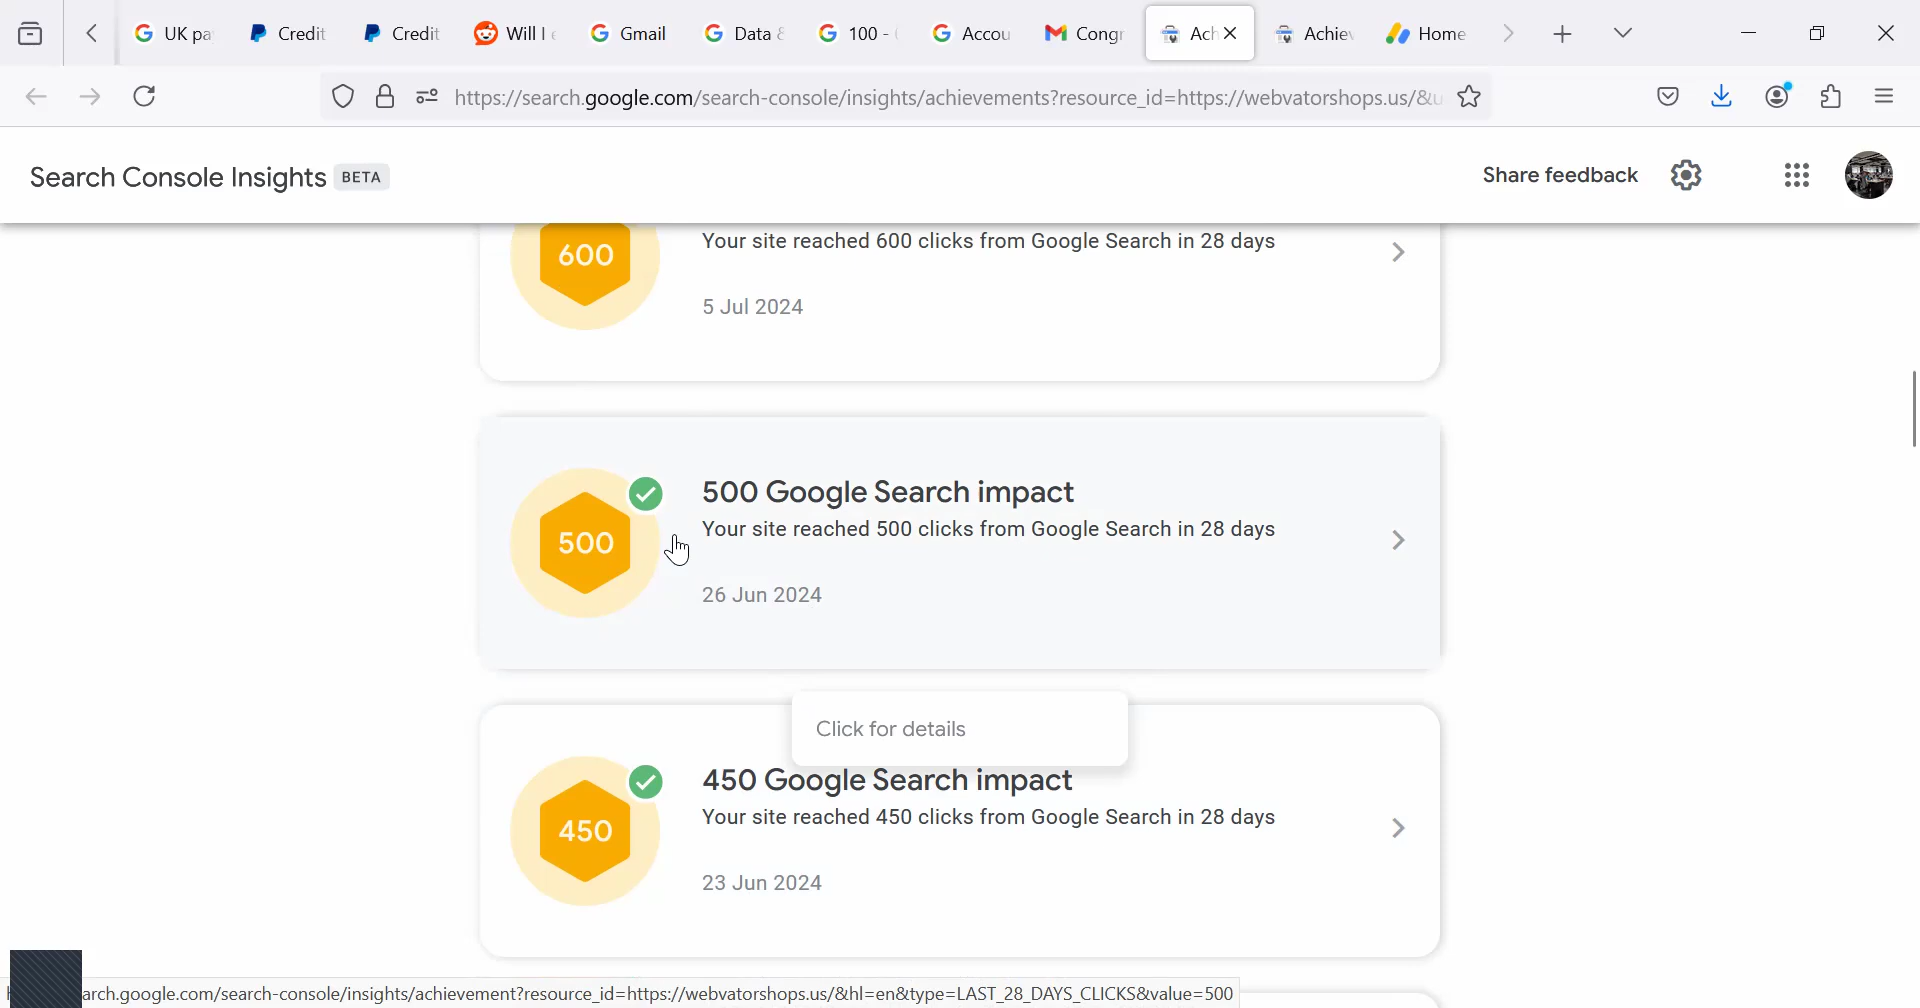 UK pa
Credit
Credit
Will I
Gmail
Data
100 -
Accou
Congr
Ach
Achiev
Home
https://search.google.com/search-console/insights/achievements?resource_id=https://webvatorshops.us/&u
Search Console Insights
BETA
Share feedback
600
Your site reached 600 clicks from Google Search in 28 days
5 Jul 2024
500
500 Google Search impact
Your site reached 500 clicks from Google Search in 28 days
26 Jun 2024
Click for details
450
450 Google Search impact
Your site reached 450 clicks from Google Search in 28 days
23 Jun 2024
arch.google.com/search-console/insights/achievement?resource_id=https://webvatorshops.us/&hl=en&type=LAST_28_DAYS_CLICKS&value=500